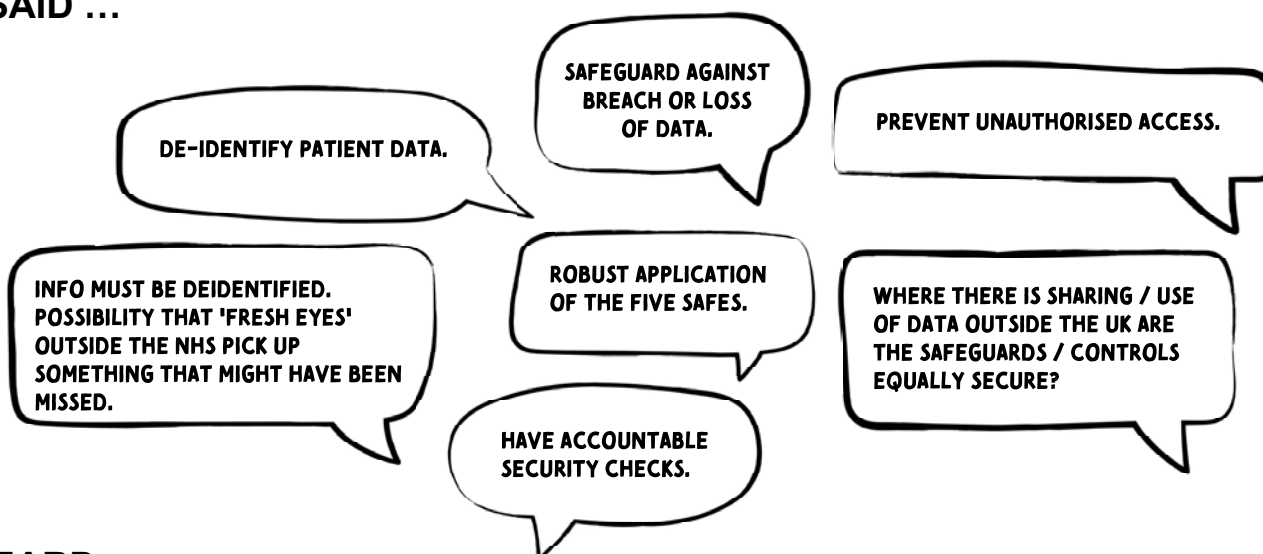 SAID ...
SAFEGUARD AGAINST
BREACH OR LOSS
OF DATA.
PREVENT UNAUTHORISED ACCESS.
DE-IDENTIFY PATIENT DATA.
INFO MUST BE DEIDENTIFIED.
POSSIBILITY THAT 'FRESH EYES'
OUTSIDE THE NHS PICK UP
SOMETHING THAT MIGHT HAVE BEEN
MISSED.
ROBUST APPLICATION
OF THE FIVE SAFES.
WHERE THERE IS SHARING / USE
OF DATA OUTSIDE THE UK ARE
THE SAFEGUARDS / CONTROLS
EQUALLY SECURE?
HAVE ACCOUNTABLE
SECURITY CHECKS.